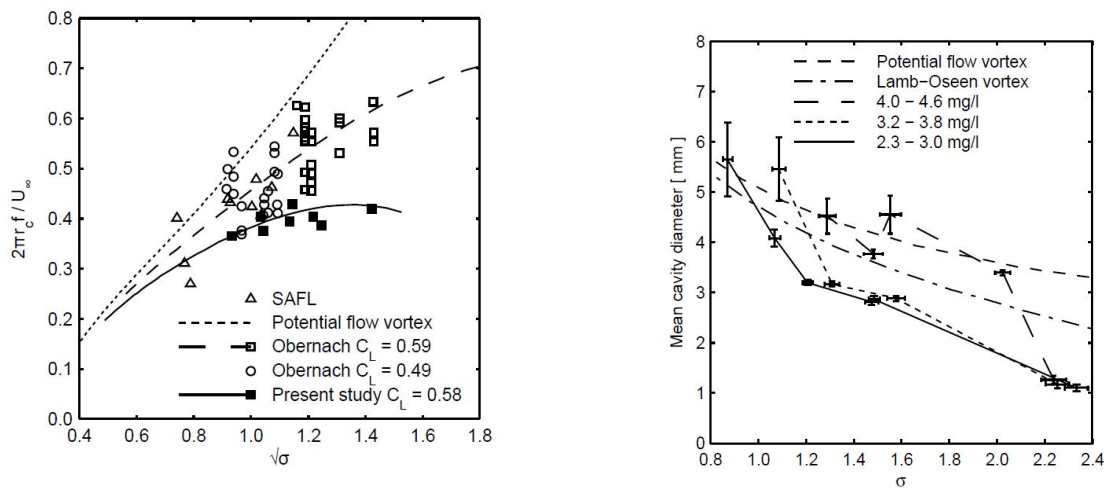 0.8
0.7
0.6
0.5
0.4
0.3
0.2
0.1
0.0
2πr_c f / U_∞
SAFL
Potential flow vortex
Obernach C_L = 0.59
Obernach C_L = 0.49
Present study C_L = 0.58
0.4 0.6 0.8 1.0 1.2 1.4 1.6 1.8
√σ
8
7
6
5
4
3
2
1
0
Mean cavity diameter [ mm ]
Potential flow vortex
Lamb−Oseen vortex
4.0 − 4.6 mg/l
3.2 − 3.8 mg/l
2.3 − 3.0 mg/l
0.8 1.0 1.2 1.4 1.6 1.8 2.0 2.2 2.4
σ